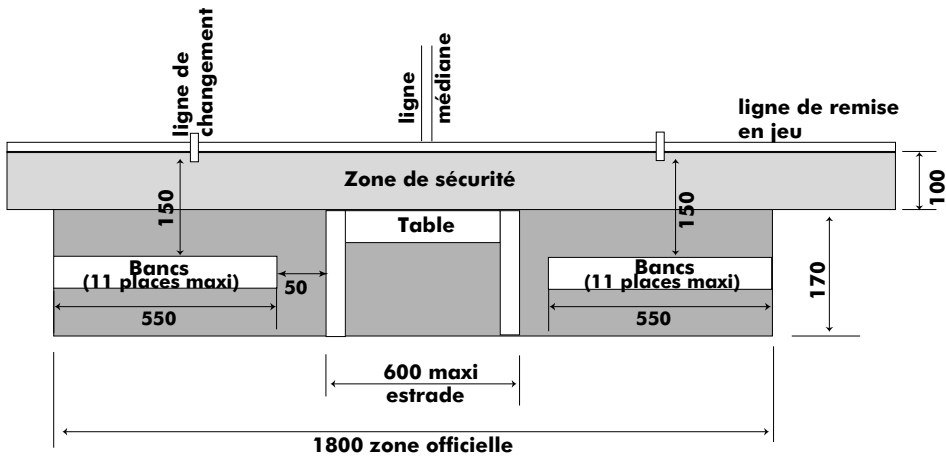 ligne de
changement
ligne
médiane
ligne de remise
en jeu
Zone de sécurité
100
150
150
Table
Bancs
(11 places maxi)
50
Bancs
(11 places maxi)
170
550
550
600 maxi
estrade
1800 zone officielle